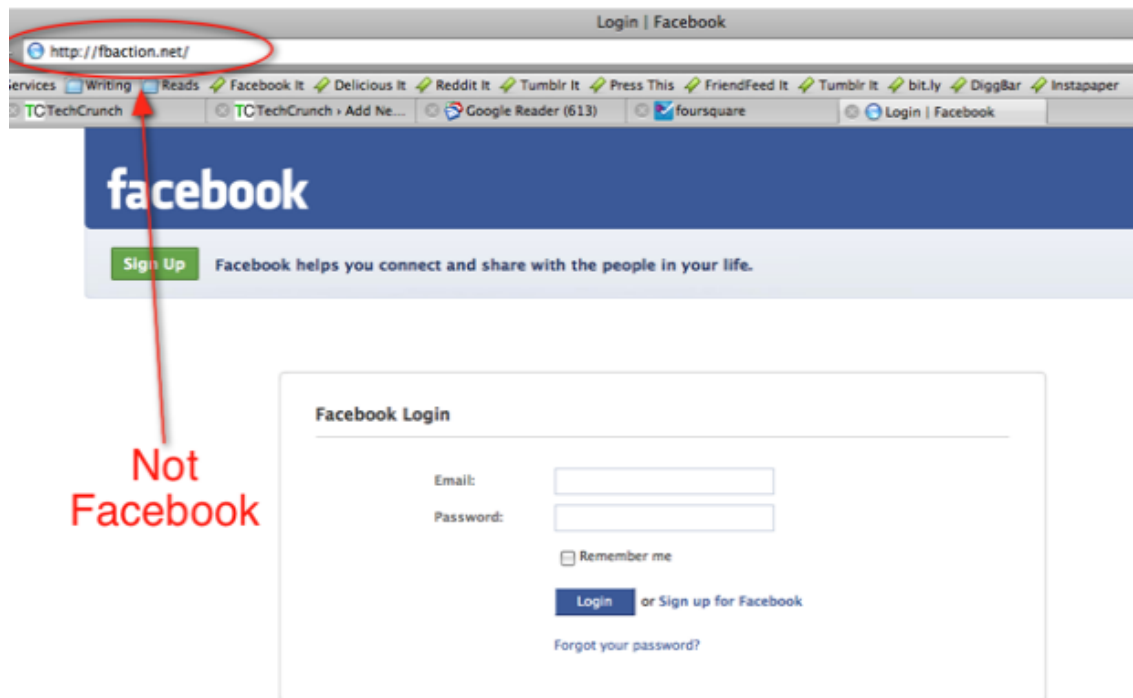 Login | Facebook
http://fbaction.net/
Services Writing Reads Facebook It Delicious It Reddit It Tumblr It Press This FriendFeed It Tumblr It bit.ly DiggBar Instapaper
TechCrunch TechCrunch › Add Ne... Google Reader (613) foursquare Login | Facebook
facebook
Sign Up Facebook helps you connect and share with the people in your life.
Facebook Login
Not
Facebook
Email:
Password:
Remember me
Login or Sign up for Facebook
Forgot your password?